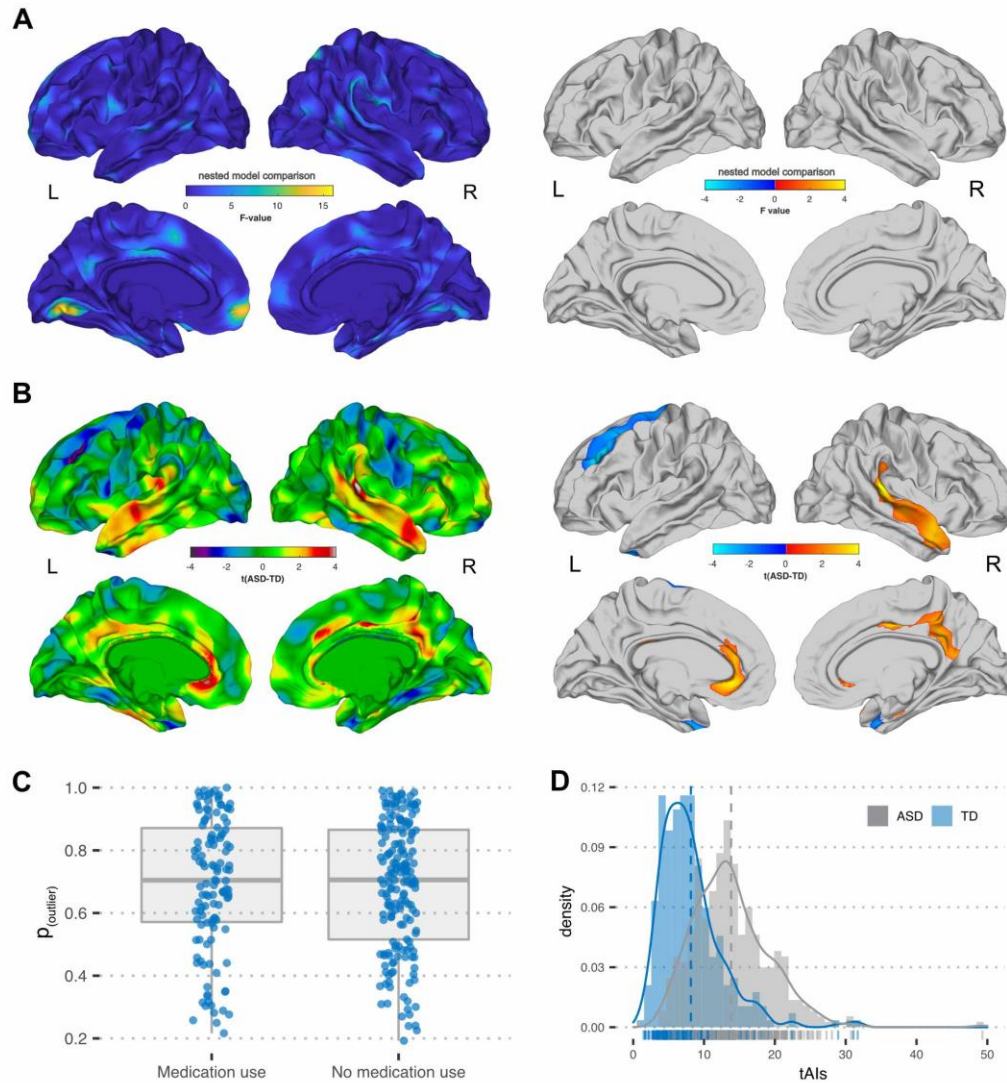 A
nested model comparison
0 5 10 15
F-value
L
R
nested model comparison
-4 -2 0 2 4
F value
L
R
B
-4 -2 0 2 4
t(ASD-TD)
L
R
-4 -2 0 2 4
t(ASD-TD)
L
R
C
1.0
0.8
0.6
0.4
0.2
p(outlier)
Medication use
No medication use
D
ASD
TD
0.12
0.09
0.06
0.03
0.00
density
0 10 20 30 40 50
tAIs